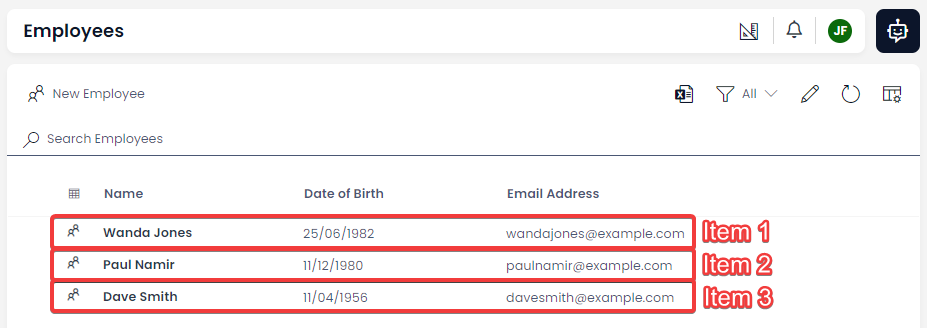 Employees
JF
New Employee
All
Search Employees
Name Date of Birth Email Address
Wanda Jones 25/06/1982 wandajones@example.com Item 1
Paul Namir 11/12/1980 paulnamir@example.com Item 2
Dave Smith 11/04/1956 davesmith@example.com Item 3